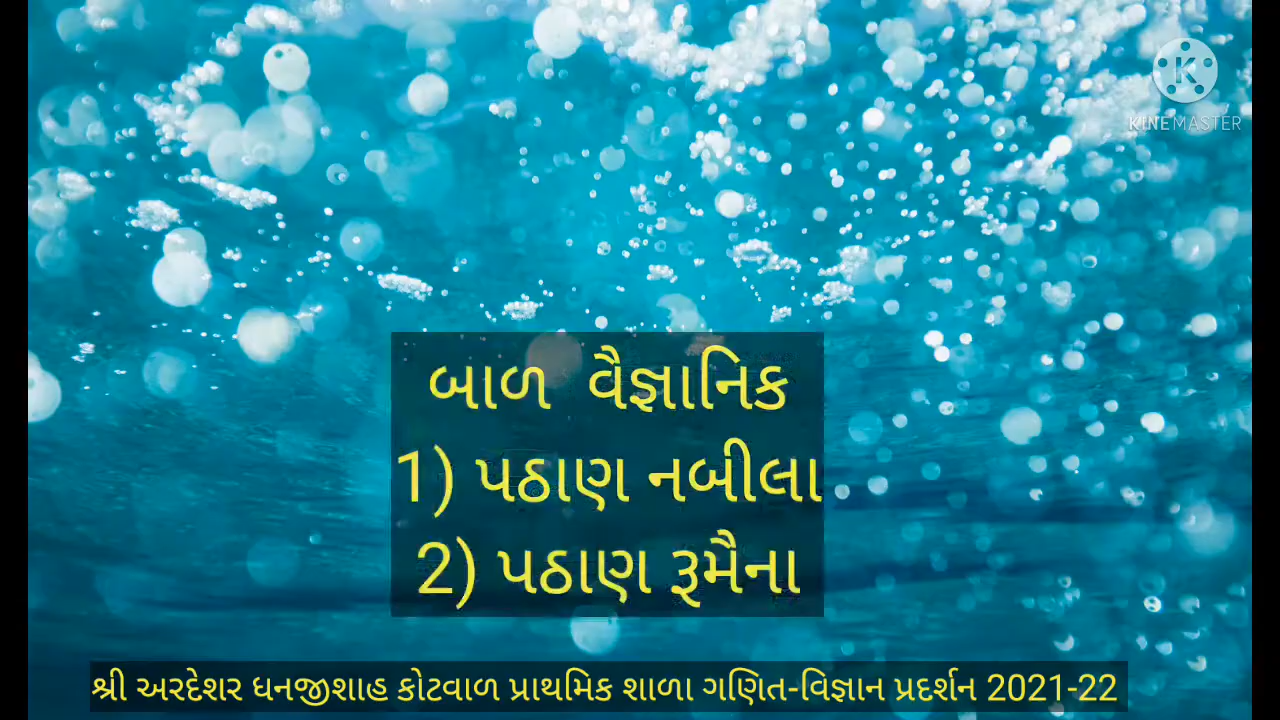 K
KINEMASTER
બાળ વૈજ્ઞાનિક
1) પઠાણ નબીલા
2) પઠાણ રૂમૈના
શ્રી અરદેશર ધનજીશાહ કોટવાળ પ્રાથમિક શાળા ગણિત-વિજ્ઞાન પ્રદર્શન 2021-22